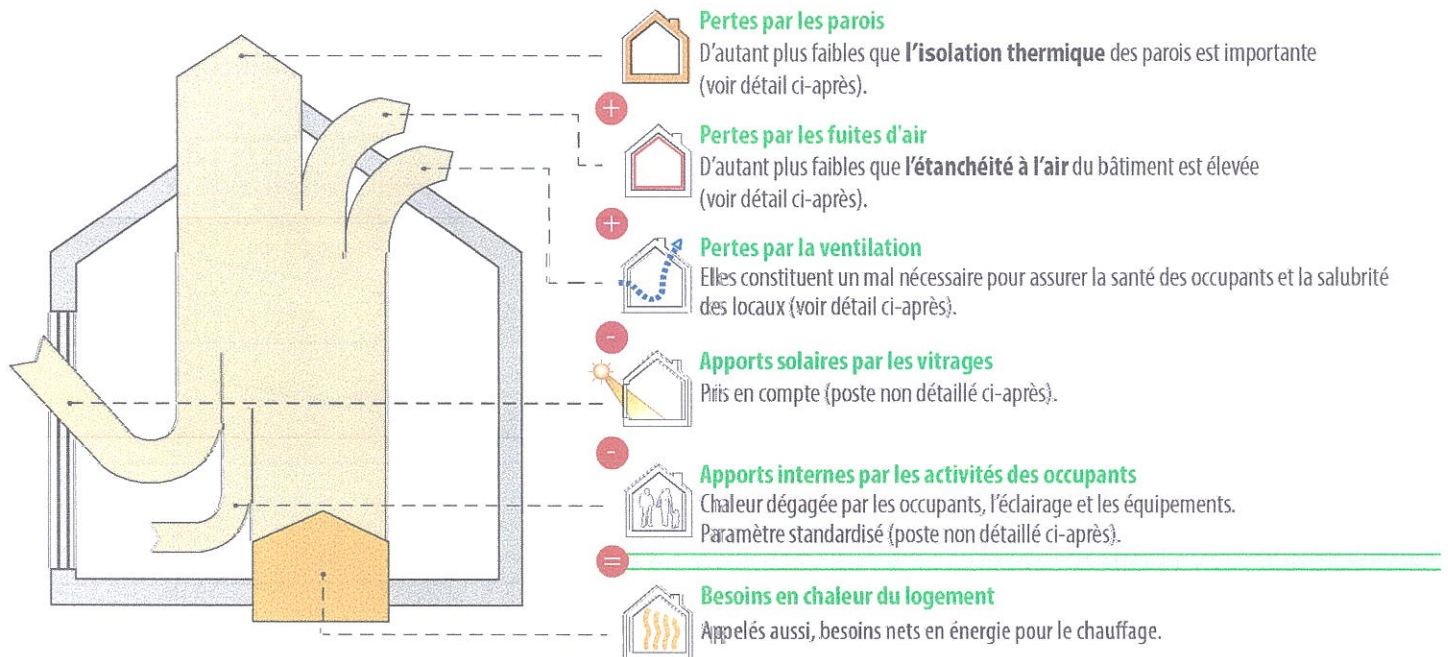 Pertes par les parois
D'autant plus faibles que l'isolation thermique des parois est importante
(voir détail ci-après).
+
Pertes par les fuites d'air
D'autant plus faibles que l'étanchéité à l'air du bâtiment est élevée
(voir détail ci-après).
+
Pertes par la ventilation
Elles constituent un mal nécessaire pour assurer la santé des occupants et la salubrité
des locaux (voir détail ci-après).
-
Apports solaires par les vitrages
Pris en compte (poste non détaillé ci-après).
-
Apports internes par les activités des occupants
Chaleur dégagée par les occupants, l'éclairage et les équipements.
Paramètre standardisé (poste non détaillé ci-après).
=
Besoins en chaleur du logement
Appelés aussi, besoins nets en énergie pour le chauffage.